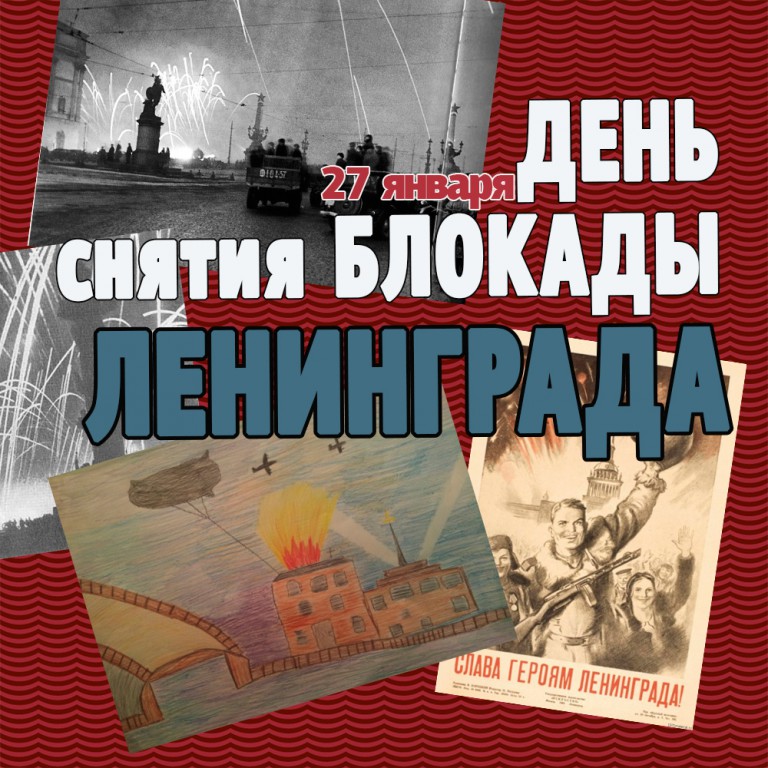 27 января ДЕНЬ
СНЯТИЯ БЛОКАДЫ
ЛЕНИНГРАДА
СЛАВА ГЕРОЯМ ЛЕНИНГРАДА!